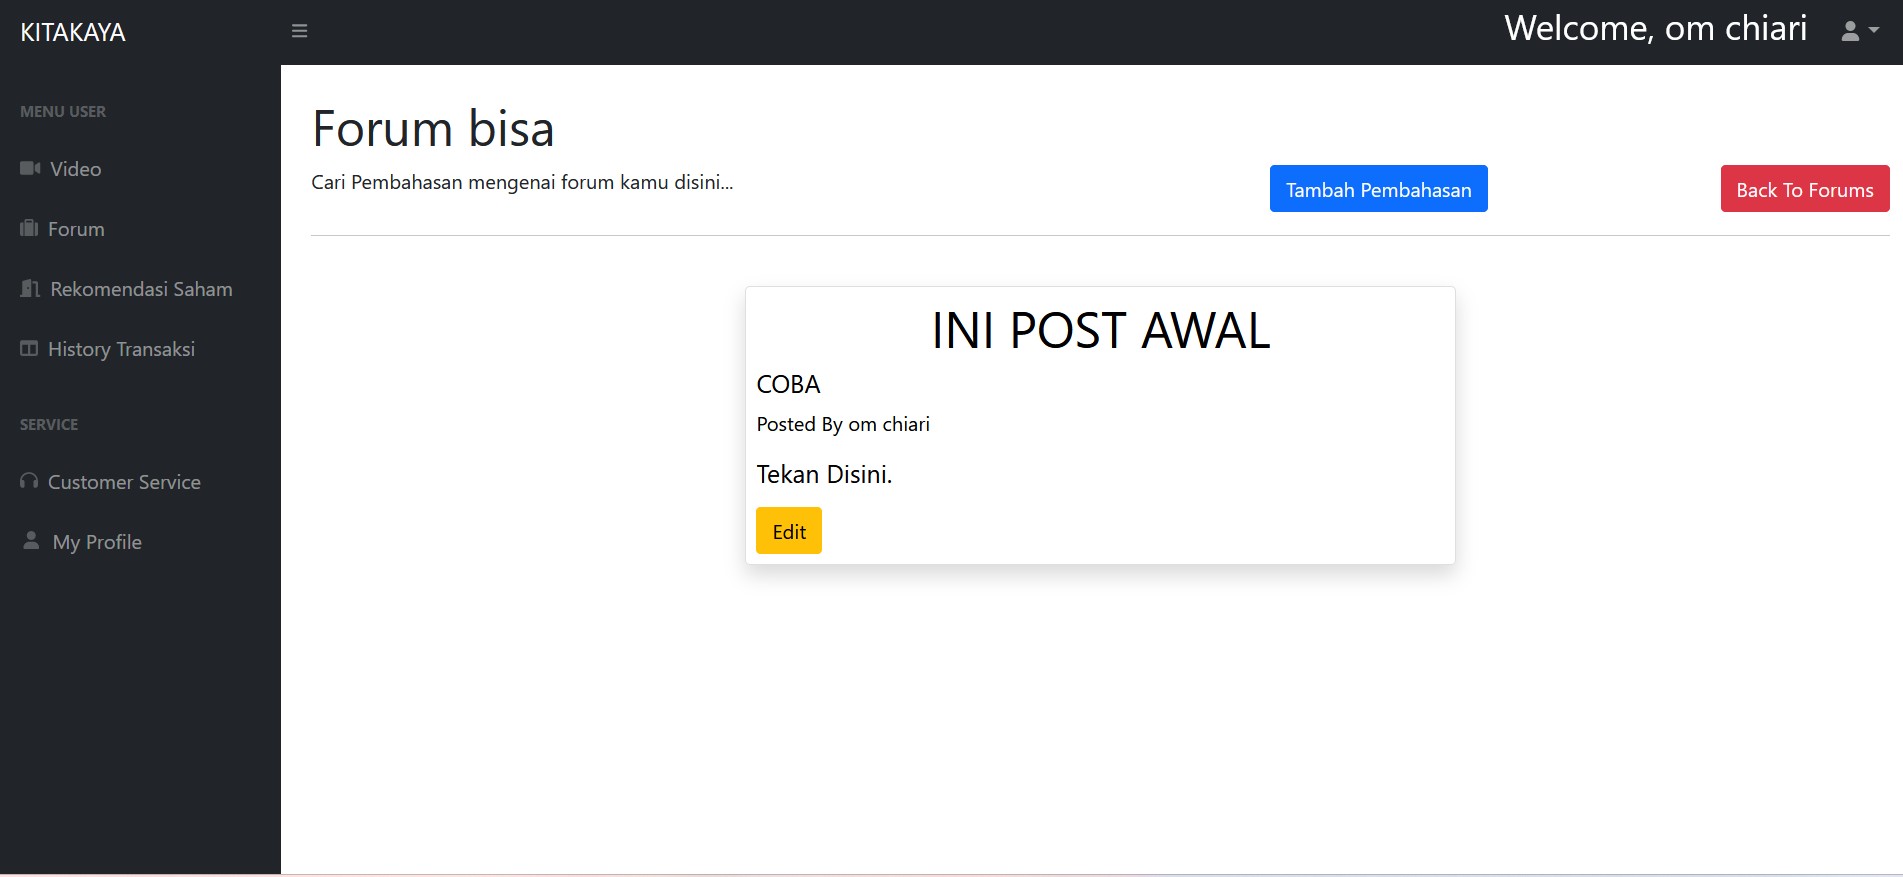 KITAKAYA
Welcome, om chiari
MENU USER
Video
Forum
Rekomendasi Saham
History Transaksi
SERVICE
Customer Service
My Profile
Forum bisa
Cari Pembahasan mengenai forum kamu disini...
Tambah Pembahasan
Back To Forums
INI POST AWAL
COBA
Posted By om chiari
Tekan Disini.
Edit